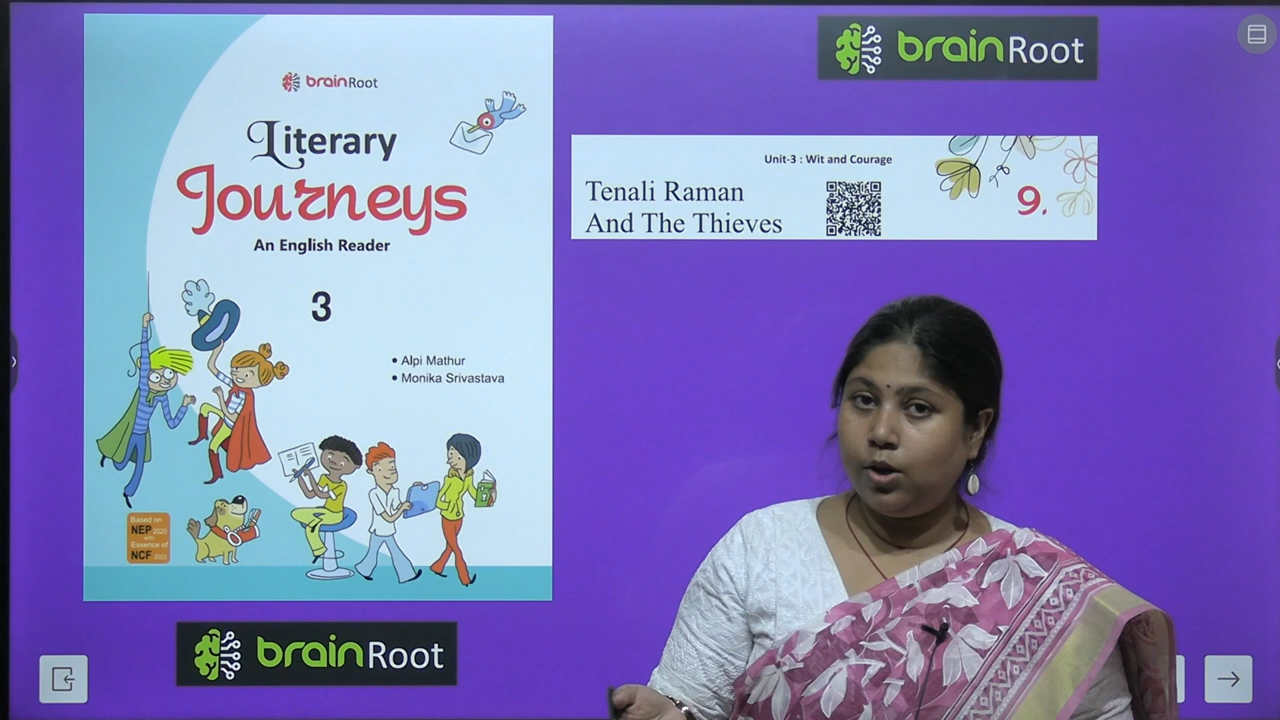 brainRoot
Literary
Journeys
An English Reader
3
• Alpi Mathur
• Monika Srivastava
Based on
NEP 2020
with
Essence of
NCF 2023
brainRoot
brainRoot
Unit-3 : Wit and Courage
Tenali Raman
And The Thieves
9.